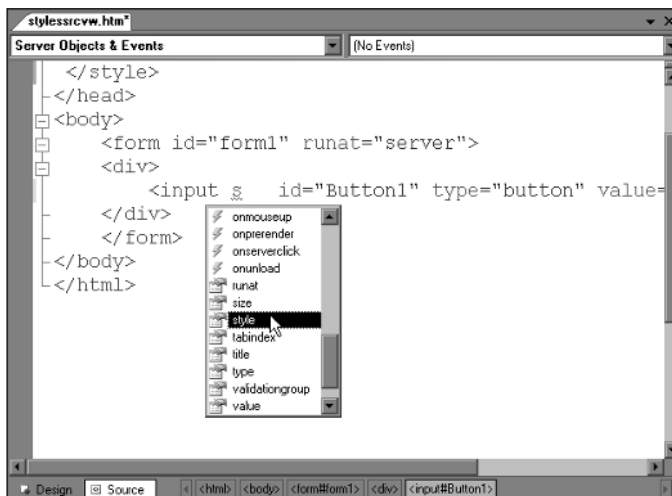 stylessrcvw.htm*
Server Objects & Events (No Events)
</style>
</head>
<body>
<form id="form1" runat="server">
<div>
<input s id="Button1" type="button" value=
</div>
</form>
</body>
</html>
onmouseup
onprerender
onserverclick
onunload
runat
size
style
tabindex
title
type
validationgroup
value
Design Source <html> <body> <form#form1> <div> <input#Button1>